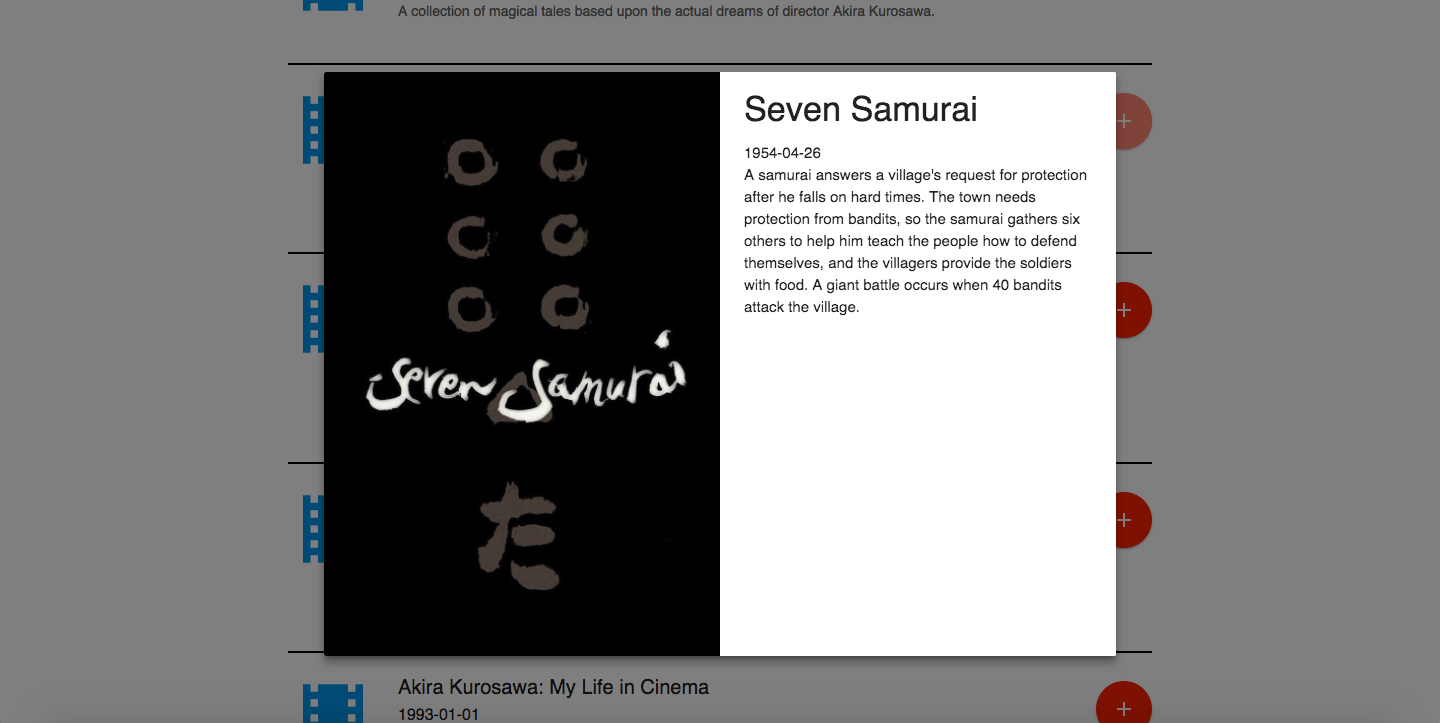 A collection of magical tales based upon the actual dreams of director Akira Kurosawa.
Seven Samurai
た
Seven Samurai
1954-04-26
A samurai answers a village's request for protection
after he falls on hard times. The town needs
protection from bandits, so the samurai gathers six
others to help him teach the people how to defend
themselves, and the villagers provide the soldiers
with food. A giant battle occurs when 40 bandits
attack the village.
Akira Kurosawa: My Life in Cinema
1993-01-01